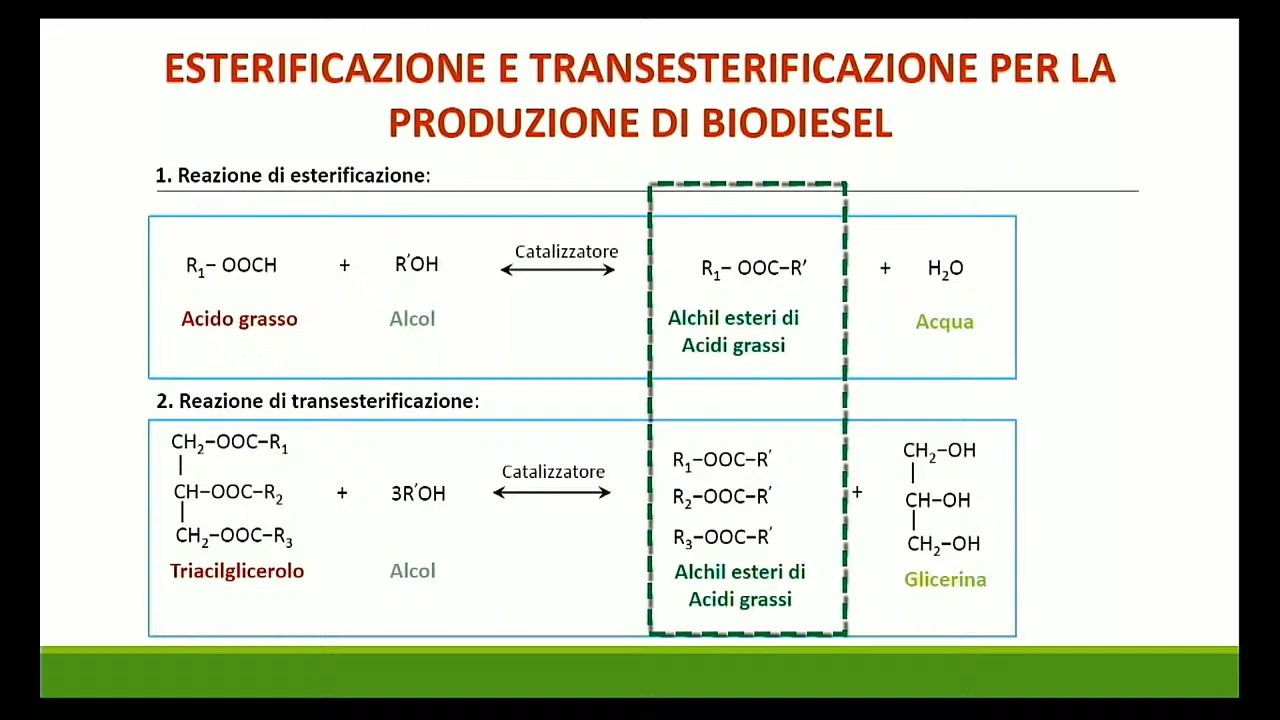 ESTERIFICAZIONE E TRANSESTERIFICAZIONE PER LA
PRODUZIONE DI BIODIESEL
1. Reazione di esterificazione:
R₁– OOCH + R′OH Catalizzatore R₁– OOC–R′ + H₂O
Acido grasso Alcol Alchil esteri di Acqua
Acidi grassi
2. Reazione di transesterificazione:
CH₂–OOC–R₁ CH₂–OH
CH–OOC–R₂ + 3R′OH Catalizzatore R₁–OOC–R′ + CH–OH
R₂–OOC–R′
CH₂–OOC–R₃ R₃–OOC–R′ CH₂–OH
Triacilglicerolo Alcol Alchil esteri di Glicerina
Acidi grassi